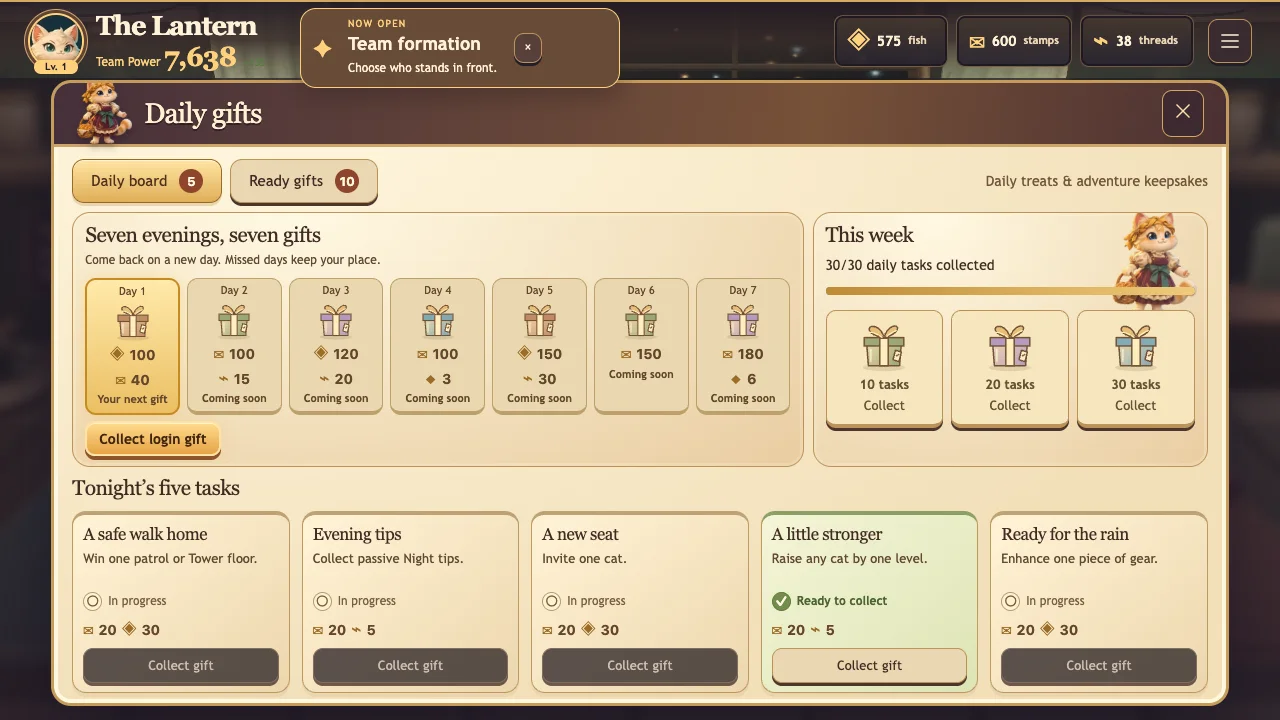 The Lantern
Lv. 1
Team Power 7,638
NOW OPEN
Team formation
Choose who stands in front.
×
575 fish
600 stamps
38 threads
Daily gifts
Daily board 5
Ready gifts 10
Daily treats & adventure keepsakes
Seven evenings, seven gifts
Come back on a new day. Missed days keep your place.
Day 1
100
40
Your next gift
Day 2
100
15
Coming soon
Day 3
120
20
Coming soon
Day 4
100
3
Coming soon
Day 5
150
30
Coming soon
Day 6
150
Coming soon
Day 7
180
6
Coming soon
Collect login gift
This week
30/30 daily tasks collected
10 tasks
Collect
20 tasks
Collect
30 tasks
Collect
Tonight's five tasks
A safe walk home
Win one patrol or Tower floor.
In progress
20 30
Collect gift
Evening tips
Collect passive Night tips.
In progress
20 5
Collect gift
A new seat
Invite one cat.
In progress
20 30
Collect gift
A little stronger
Raise any cat by one level.
Ready to collect
20 5
Collect gift
Ready for the rain
Enhance one piece of gear.
In progress
20 30
Collect gift